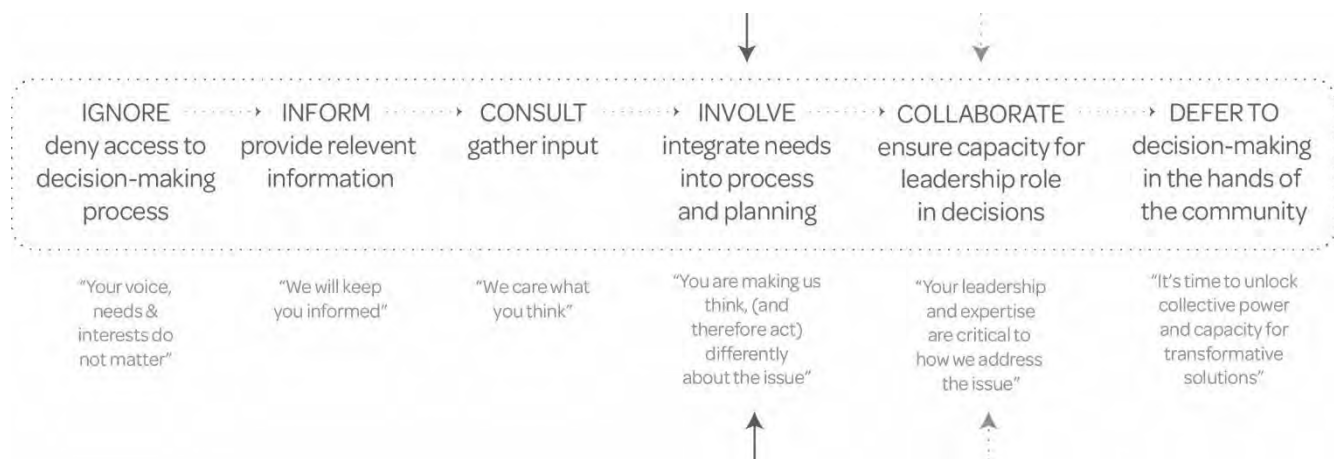 IGNORE
deny access to
decision-making
process
INFORM
provide relevent
information
CONSULT
gather input
INVOLVE
integrate needs
into process
and planning
COLLABORATE
ensure capacity for
leadership role
in decisions
DEFER TO
decision-making
in the hands of
the community
"Your voice,
needs &
interests do
not matter"
"We will keep
you informed"
"We care what
you think"
"You are making us
think, (and
therefore act)
differently
about the issue"
"Your leadership
and expertise
are critical to
how we address
the issue"
"It's time to unlock
collective power
and capacity for
transformative
solutions"